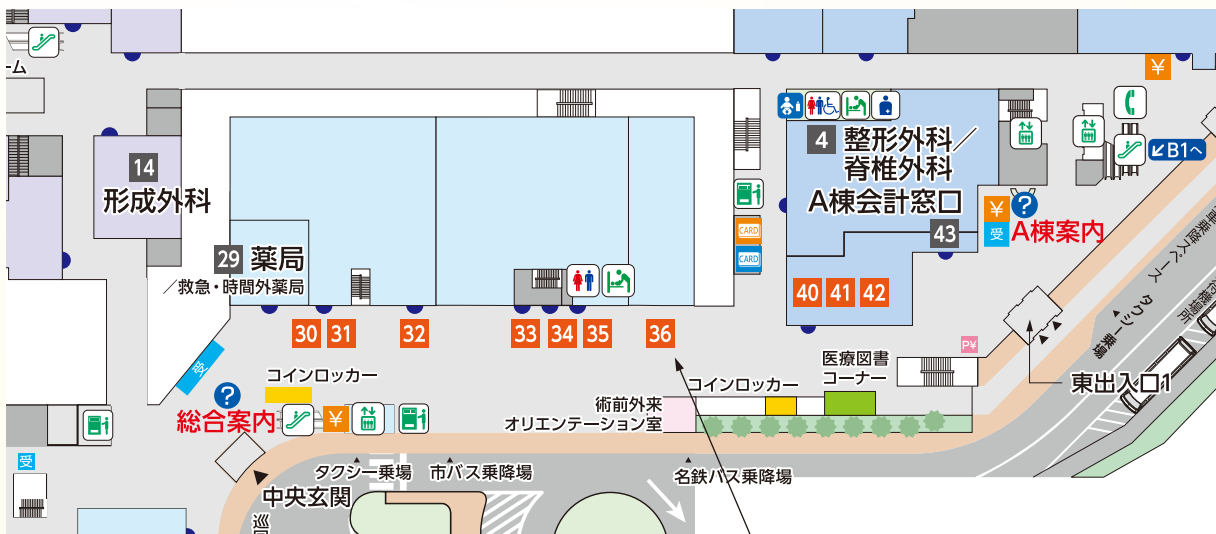 ーム
14
形成外科
29 薬局
/救急・時間外薬局
4 整形外科/
脊椎外科
A棟会計窓口
43
40 41 42
CARD
CARD
¥
¥
?
受
A棟案内
B1へ
30 31 32 33 34 35 36
受
?
総合案内
コインロッカー
¥
コインロッカー
医療図書
コーナー
P¥
術前外来
オリエンテーション室
東出入口1
タクシー乗場
タクシー乗場
市バス乗降場
名鉄バス乗降場
中央玄関
受